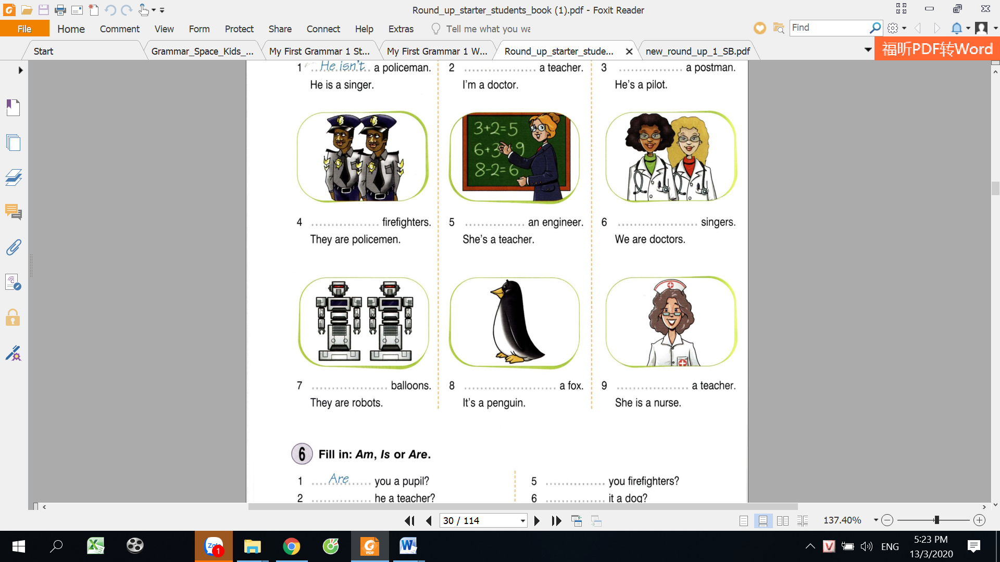 Round_up_starter_students_book (1).pdf - Foxit Reader
File Home Comment View Form Protect Share Connect Help Extras Tell me what you wa
Find
Start Grammar_Space_Kids_... My First Grammar 1 St... My First Grammar 1 W... Round_up_starter_stude... new_round_up_1_SB.pdf
福昕PDF转Word
1 He isn't a policeman. 2 ............ a teacher. 3 ............ a postman.
He is a singer. I'm a doctor. He's a pilot.
3+2=5
6+3 9
8-2=6
4 ............ firefighters. 5 ............ an engineer. 6 ............ singers.
They are policemen. She's a teacher. We are doctors.
7 ............ balloons. 8 ............ a fox. 9 ............ a teacher.
They are robots. It's a penguin. She is a nurse.
6 Fill in: Am, Is or Are.
1 Are you a pupil? 5 ............ you firefighters?
2 ............ he a teacher? 6 ............ it a dog?
30 / 114
137.40%
Zalo 1
PDF
ENG
5:23 PM
13/3/2020